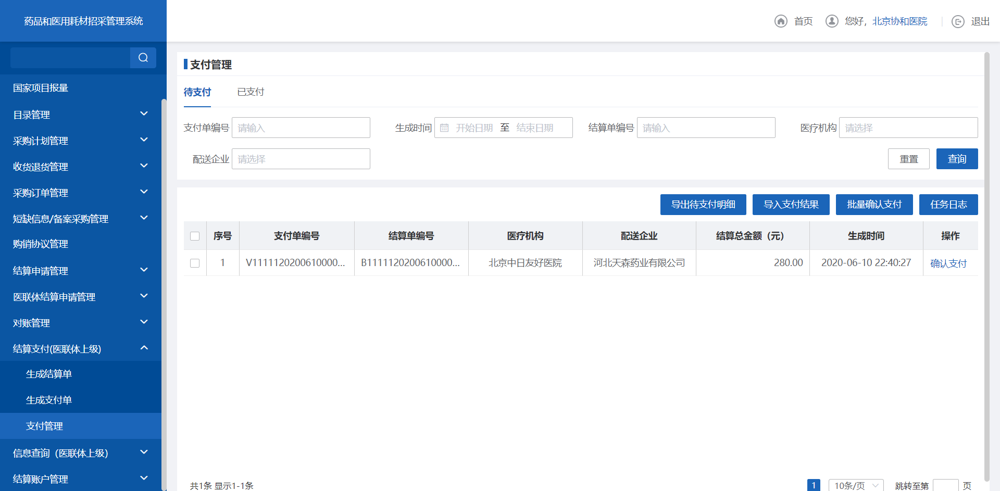 药品和医用耗材招采管理系统
首页
您好，北京协和医院
退出
国家项目报量
目录管理
采购计划管理
收货退货管理
采购订单管理
短缺信息/备案采购管理
购销协议管理
结算申请管理
医联体结算申请管理
对账管理
结算支付(医联体上级)
生成结算单
生成支付单
支付管理
信息查询（医联体上级）
结算账户管理
支付管理
待支付 已支付
支付单编号 请输入 生成时间 开始日期 至 结束日期 结算单编号 请输入 医疗机构 请选择
配送企业 请选择 重置 查询
导出待支付明细 导入支付结果 批量确认支付 任务日志
序号 支付单编号 结算单编号 医疗机构 配送企业 结算总金额（元） 生成时间 操作
1 V1111120200610000... B1111120200610000... 北京中日友好医院 河北天森药业有限公司 280.00 2020-06-10 22:40:27 确认支付
共1条 显示1-1条 1 10条/页 跳转至第 页